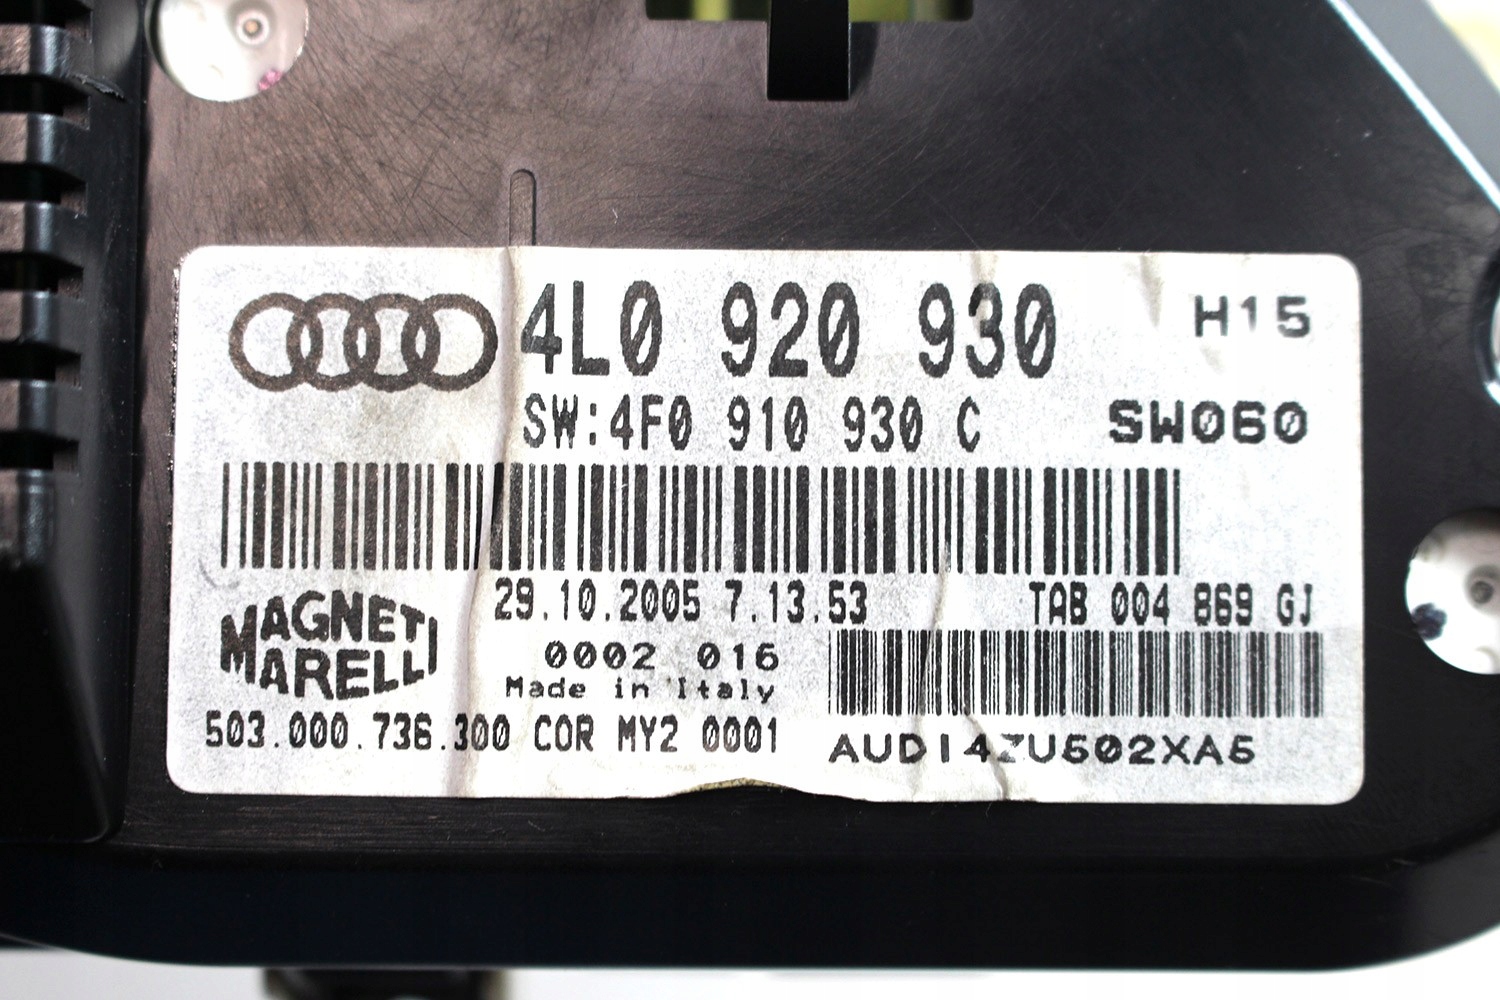 4L0 920 930 H15
SW:4F0 910 930 C SW060
29.10.2005 7.13.53 TAB 004 869 GJ
MAGNETI
MARELLI
0002 016
Made in Italy
503.000.736.300 COR MY2 0001
AUDI4ZU502XA5